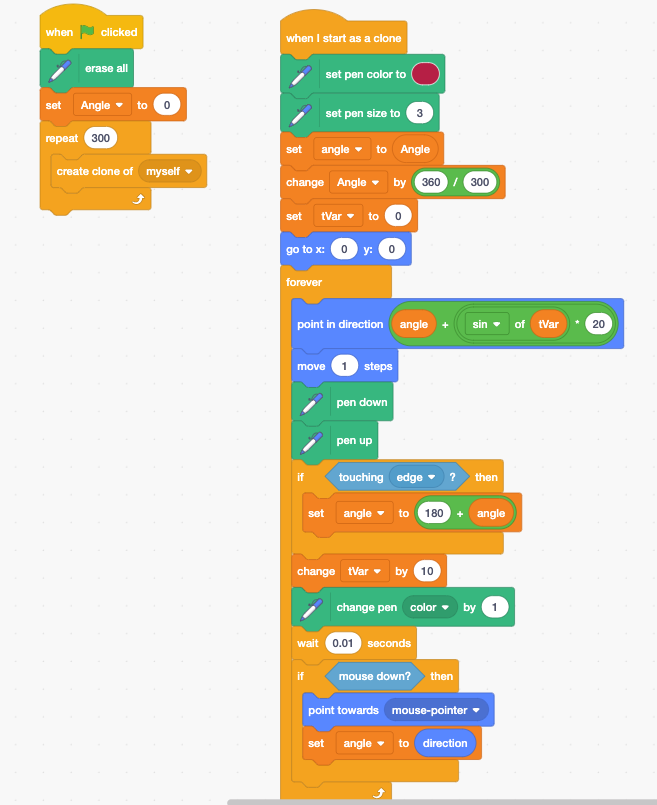 when clicked
erase all
set Angle to 0
repeat 300
create clone of myself
when I start as a clone
set pen color to
set pen size to 3
set angle to Angle
change Angle by 360 / 300
set tVar to 0
go to x: 0 y: 0
forever
point in direction angle + sin of tVar * 20
move 1 steps
pen down
pen up
if touching edge ? then
set angle to 180 + angle
change tVar by 10
change pen color by 1
wait 0.01 seconds
if mouse down? then
point towards mouse-pointer
set angle to direction